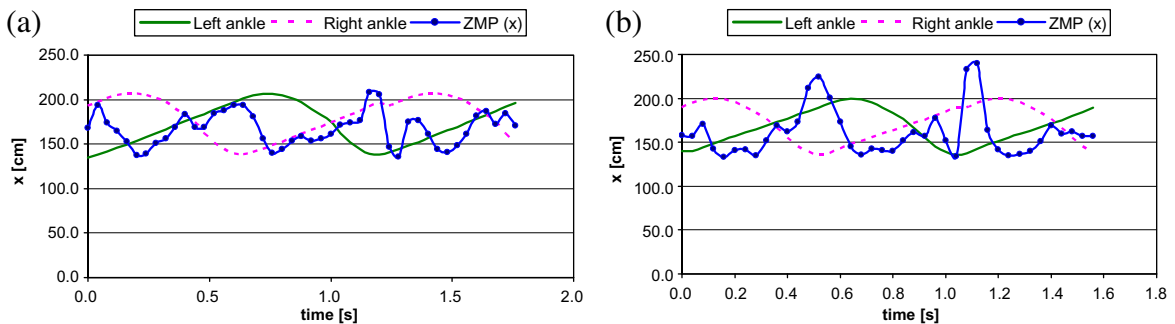 (a)
Left ankle Right ankle ZMP (x)
250.0
200.0
150.0
100.0
50.0
0.0
x [cm]
0.0 0.5 1.0 1.5 2.0
time [s]
(b)
Left ankle Right ankle ZMP (x)
250.0
200.0
150.0
100.0
50.0
0.0
x [cm]
0.0 0.2 0.4 0.6 0.8 1.0 1.2 1.4 1.6 1.8
time [s]